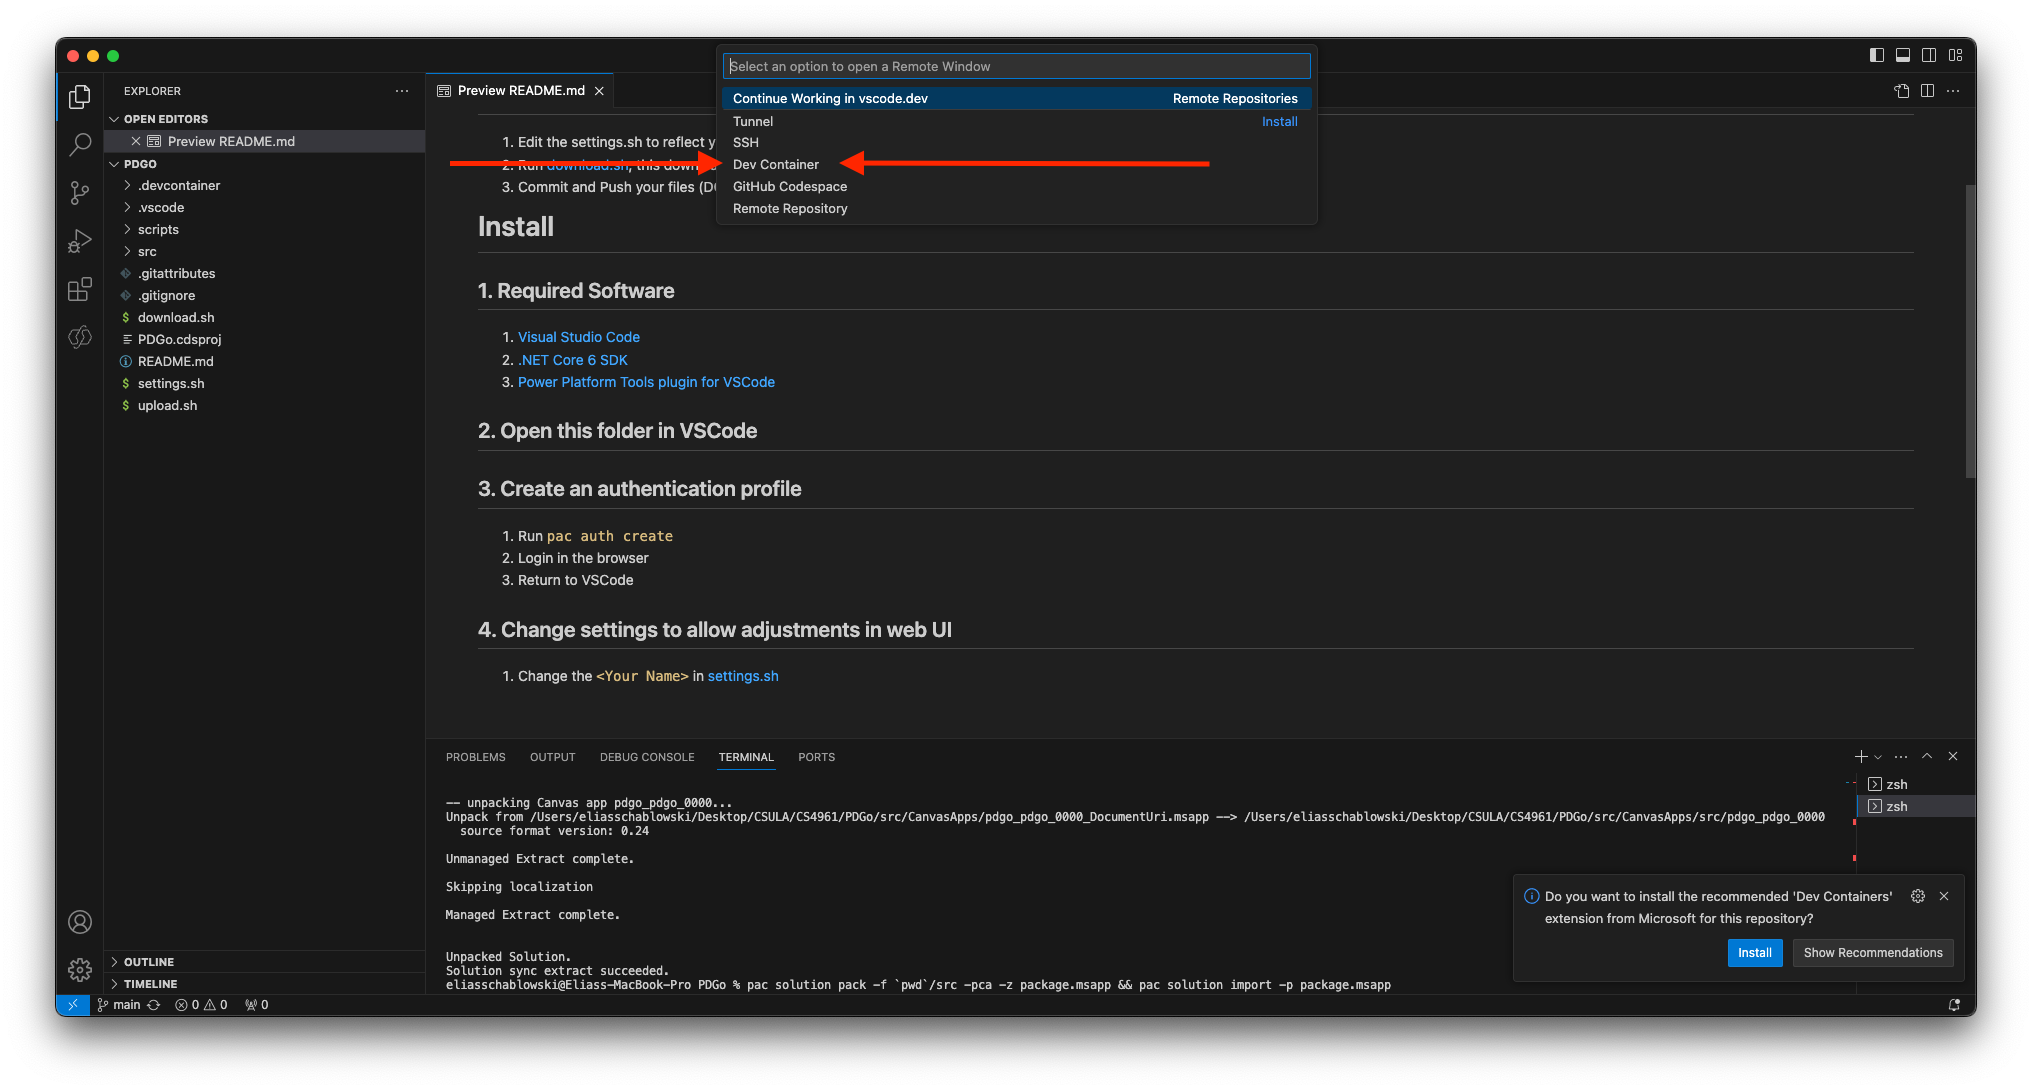 Select an option to open a Remote Window
Continue Working in vscode.dev Remote Repositories
Tunnel Install
SSH
Dev Container
GitHub Codespace
Remote Repository
EXPLORER
OPEN EDITORS
Preview README.md
PDGO
.devcontainer
.vscode
scripts
src
.gitattributes
.gitignore
download.sh
PDGo.cdsproj
README.md
settings.sh
upload.sh
OUTLINE
TIMELINE
Preview README.md
1. Edit the settings.sh to reflect y
2. Run download.sh, this down
3. Commit and Push your files (DO
Install
1. Required Software
1. Visual Studio Code
2. .NET Core 6 SDK
3. Power Platform Tools plugin for VSCode
2. Open this folder in VSCode
3. Create an authentication profile
1. Run pac auth create
2. Login in the browser
3. Return to VSCode
4. Change settings to allow adjustments in web UI
1. Change the <Your Name> in settings.sh
PROBLEMS OUTPUT DEBUG CONSOLE TERMINAL PORTS
zsh
zsh
-- unpacking Canvas app pdgo_pdgo_0000...
Unpack from /Users/eliasschablowski/Desktop/CSULA/CS4961/PDGo/src/CanvasApps/pdgo_pdgo_0000_DocumentUri.msapp --> /Users/eliasschablowski/Desktop/CSULA/CS4961/PDGo/src/CanvasApps/src/pdgo_pdgo_0000
source format version: 0.24
Unmanaged Extract complete.
Skipping localization
Managed Extract complete.
Unpacked Solution.
Solution sync extract succeeded.
eliasschablowski@Eliass-MacBook-Pro PDGo % pac solution pack -f `pwd`/src -pca -z package.msapp && pac solution import -p package.msapp
Do you want to install the recommended 'Dev Containers'
extension from Microsoft for this repository?
Install Show Recommendations
main 0 0 0